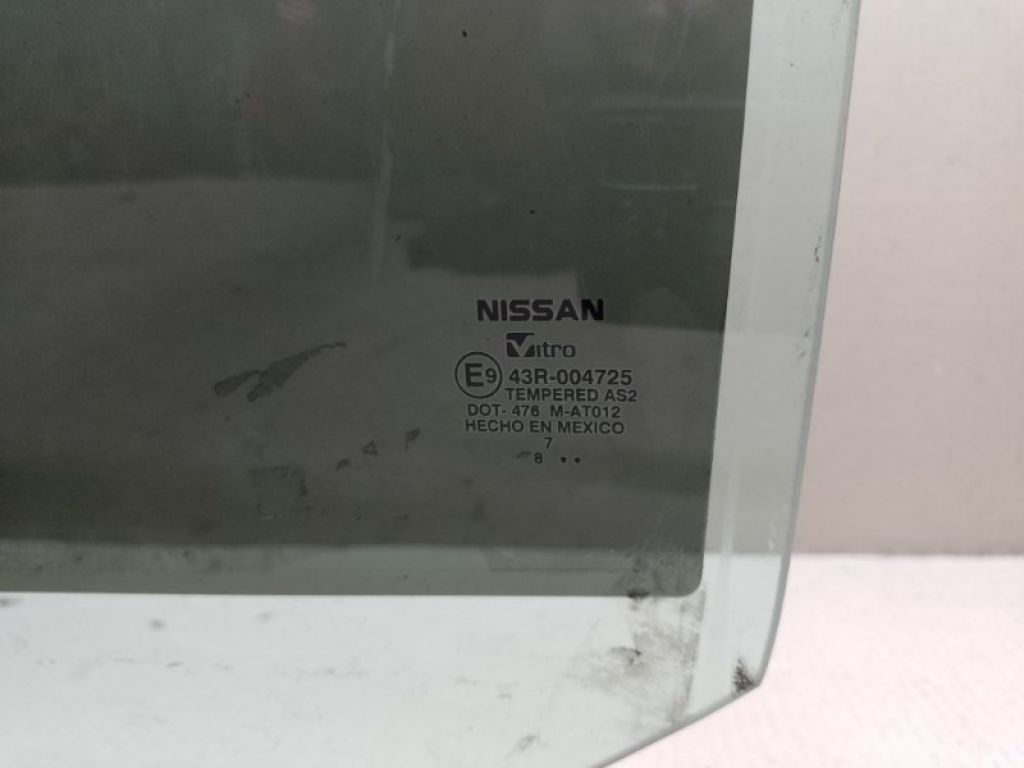 NISSAN
Vitro
E9 43R-004725
TEMPERED AS2
DOT- 476 M-AT012
HECHO EN MEXICO
7
8 • •